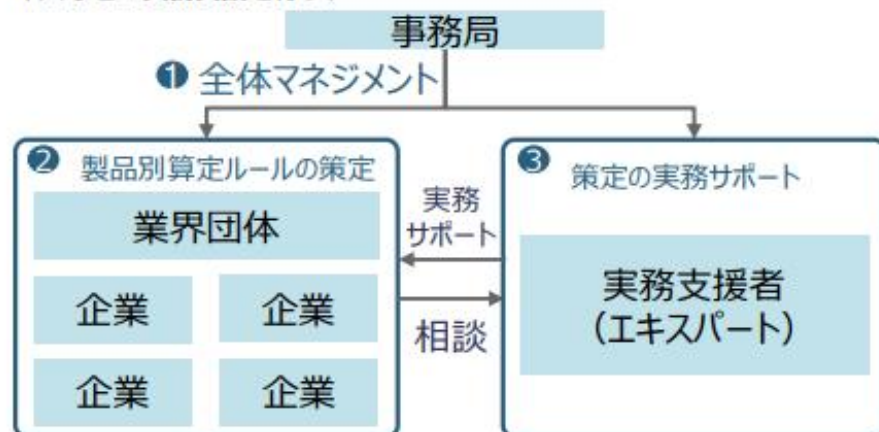 事務局
❶ 全体マネジメント
❷ 製品別算定ルールの策定
業界団体
企業
企業
企業
企業
実務
サポート
相談
❸ 策定の実務サポート
実務支援者
（エキスパート）